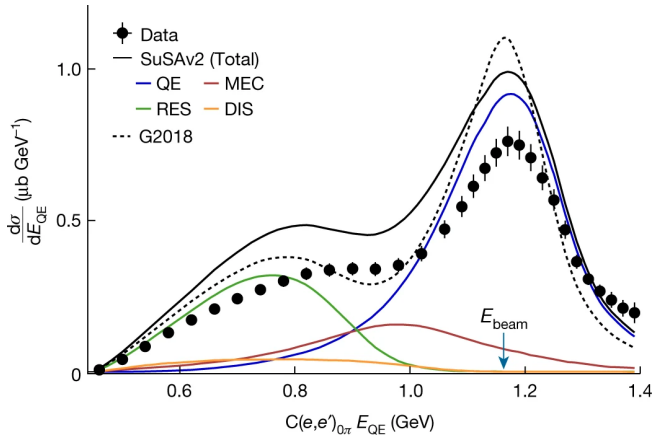 Data
SuSAv2 (Total)
QE MEC
RES DIS
G2018
1.0
0.5
0
dσ/dE_QE (μb GeV⁻¹)
E_beam
0.6 0.8 1.0 1.2 1.4
C(e,e′)_0π E_QE (GeV)